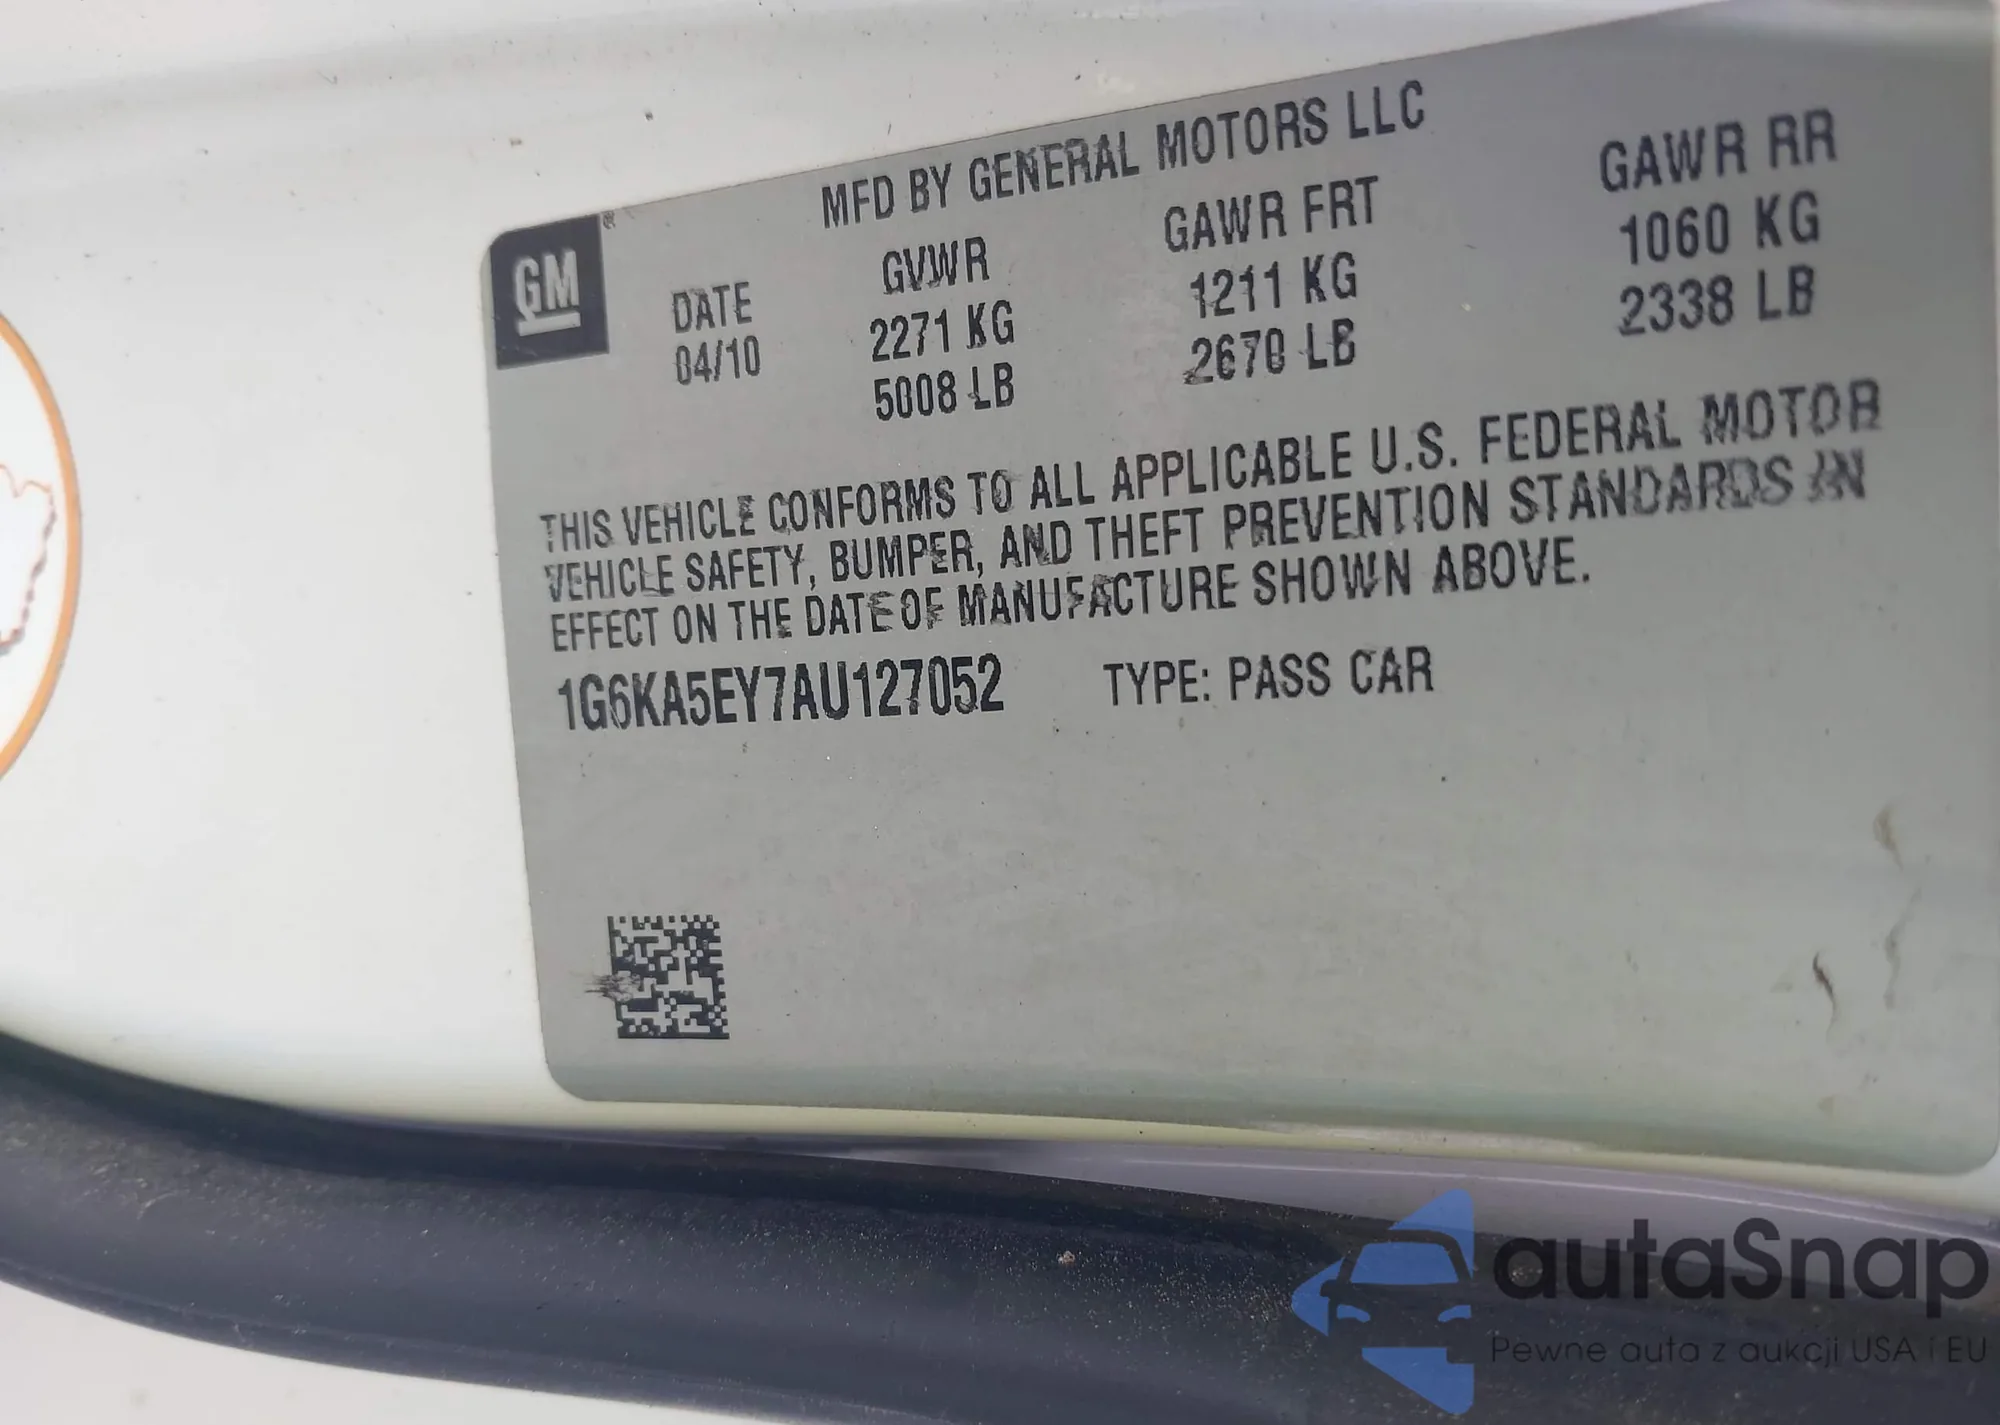 MFD BY GENERAL MOTORS LLC
GM®
DATE GVWR GAWR FRT GAWR RR
04/10 2271 KG 1211 KG 1060 KG
5008 LB 2670 LB 2338 LB
THIS VEHICLE CONFORMS TO ALL APPLICABLE U.S. FEDERAL MOTOR
VEHICLE SAFETY, BUMPER, AND THEFT PREVENTION STANDARDS IN
EFFECT ON THE DATE OF MANUFACTURE SHOWN ABOVE.
1G6KA5EY7AU127052 TYPE: PASS CAR
autaSnap
Pewne auta z aukcji USA i EU